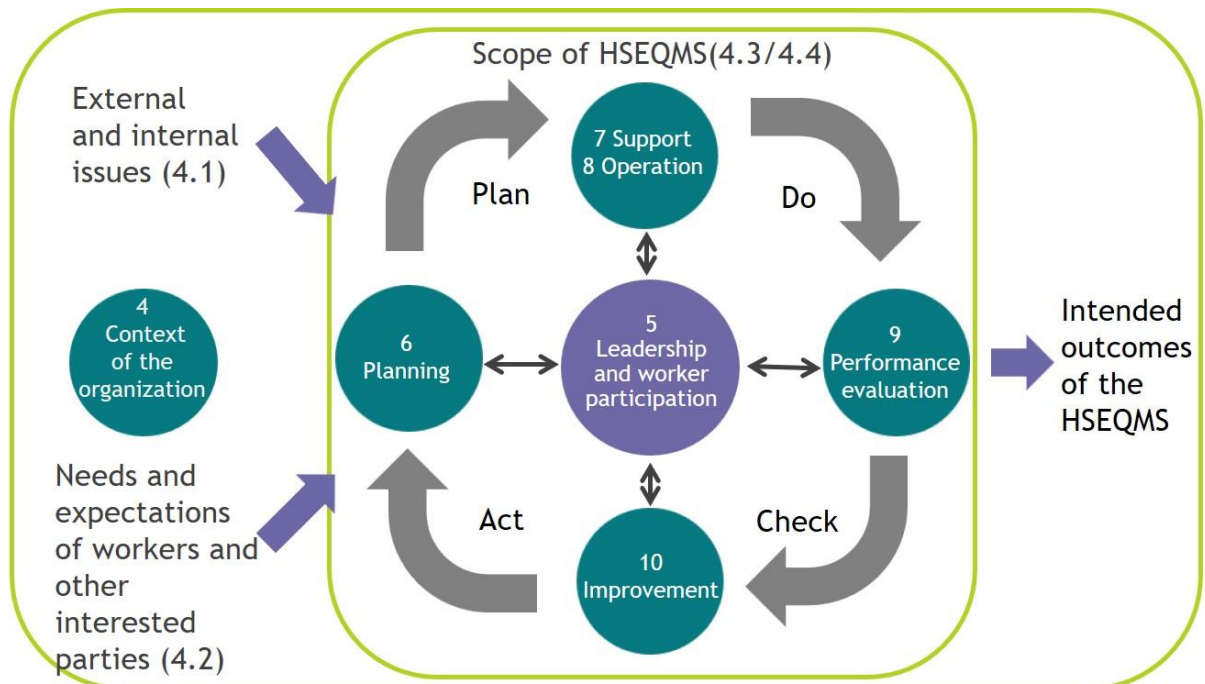 Scope of HSEQMS(4.3/4.4)
External
and internal
issues (4.1)
7 Support
8 Operation
Plan
Do
4
Context
of the
organization
6
Planning
5
Leadership
and worker
participation
9
Performance
evaluation
Intended
outcomes
of the
HSEQMS
Needs and
expectations
of workers and
other
interested
parties (4.2)
Act
Check
10
Improvement